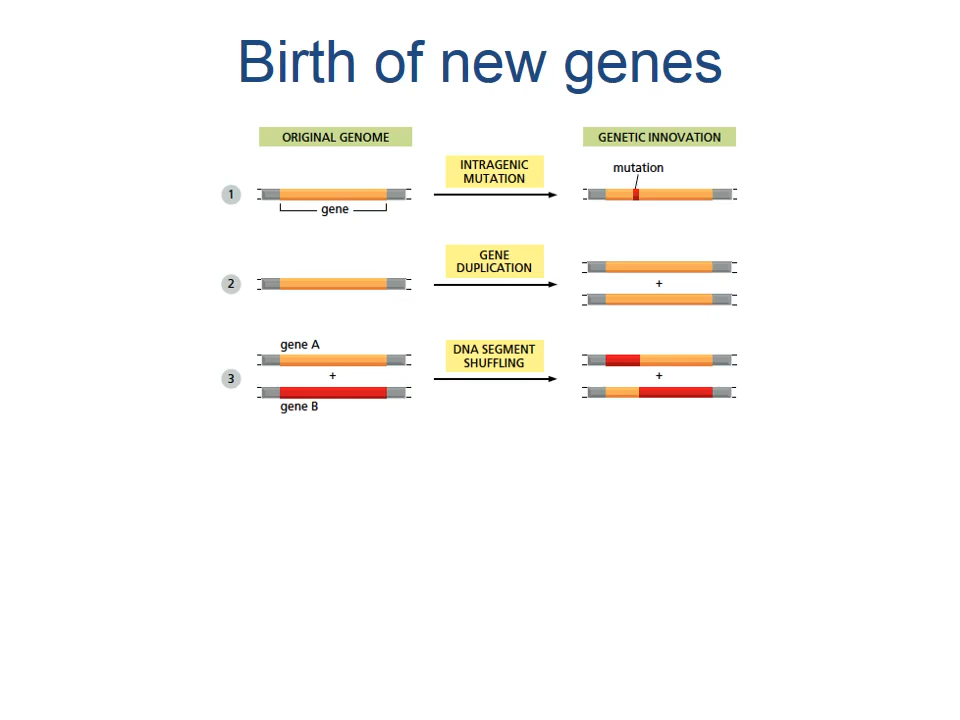 Birth of new genes
ORIGINAL GENOME
GENETIC INNOVATION
INTRAGENIC
MUTATION
mutation
1
gene
GENE
DUPLICATION
2
+
gene A
DNA SEGMENT
SHUFFLING
+
+
3
gene B